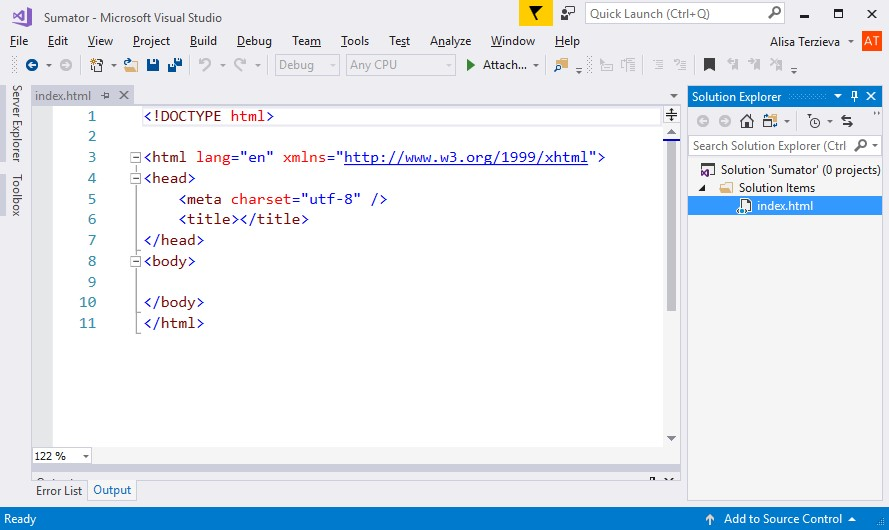 Sumator - Microsoft Visual Studio
Quick Launch (Ctrl+Q)
File Edit View Project Build Debug Team Tools Test Analyze Window Help
Alisa Terzieva AT
Debug Any CPU Attach...
Server Explorer
Toolbox
index.html
1 <!DOCTYPE html>
2
3 <html lang="en" xmlns="http://www.w3.org/1999/xhtml">
4 <head>
5 <meta charset="utf-8" />
6 <title></title>
7 </head>
8 <body>
9
10 </body>
11 </html>
122 %
Error List Output
Solution Explorer
Search Solution Explorer (Ctrl
Solution 'Sumator' (0 projects)
Solution Items
index.html
Ready
Add to Source Control